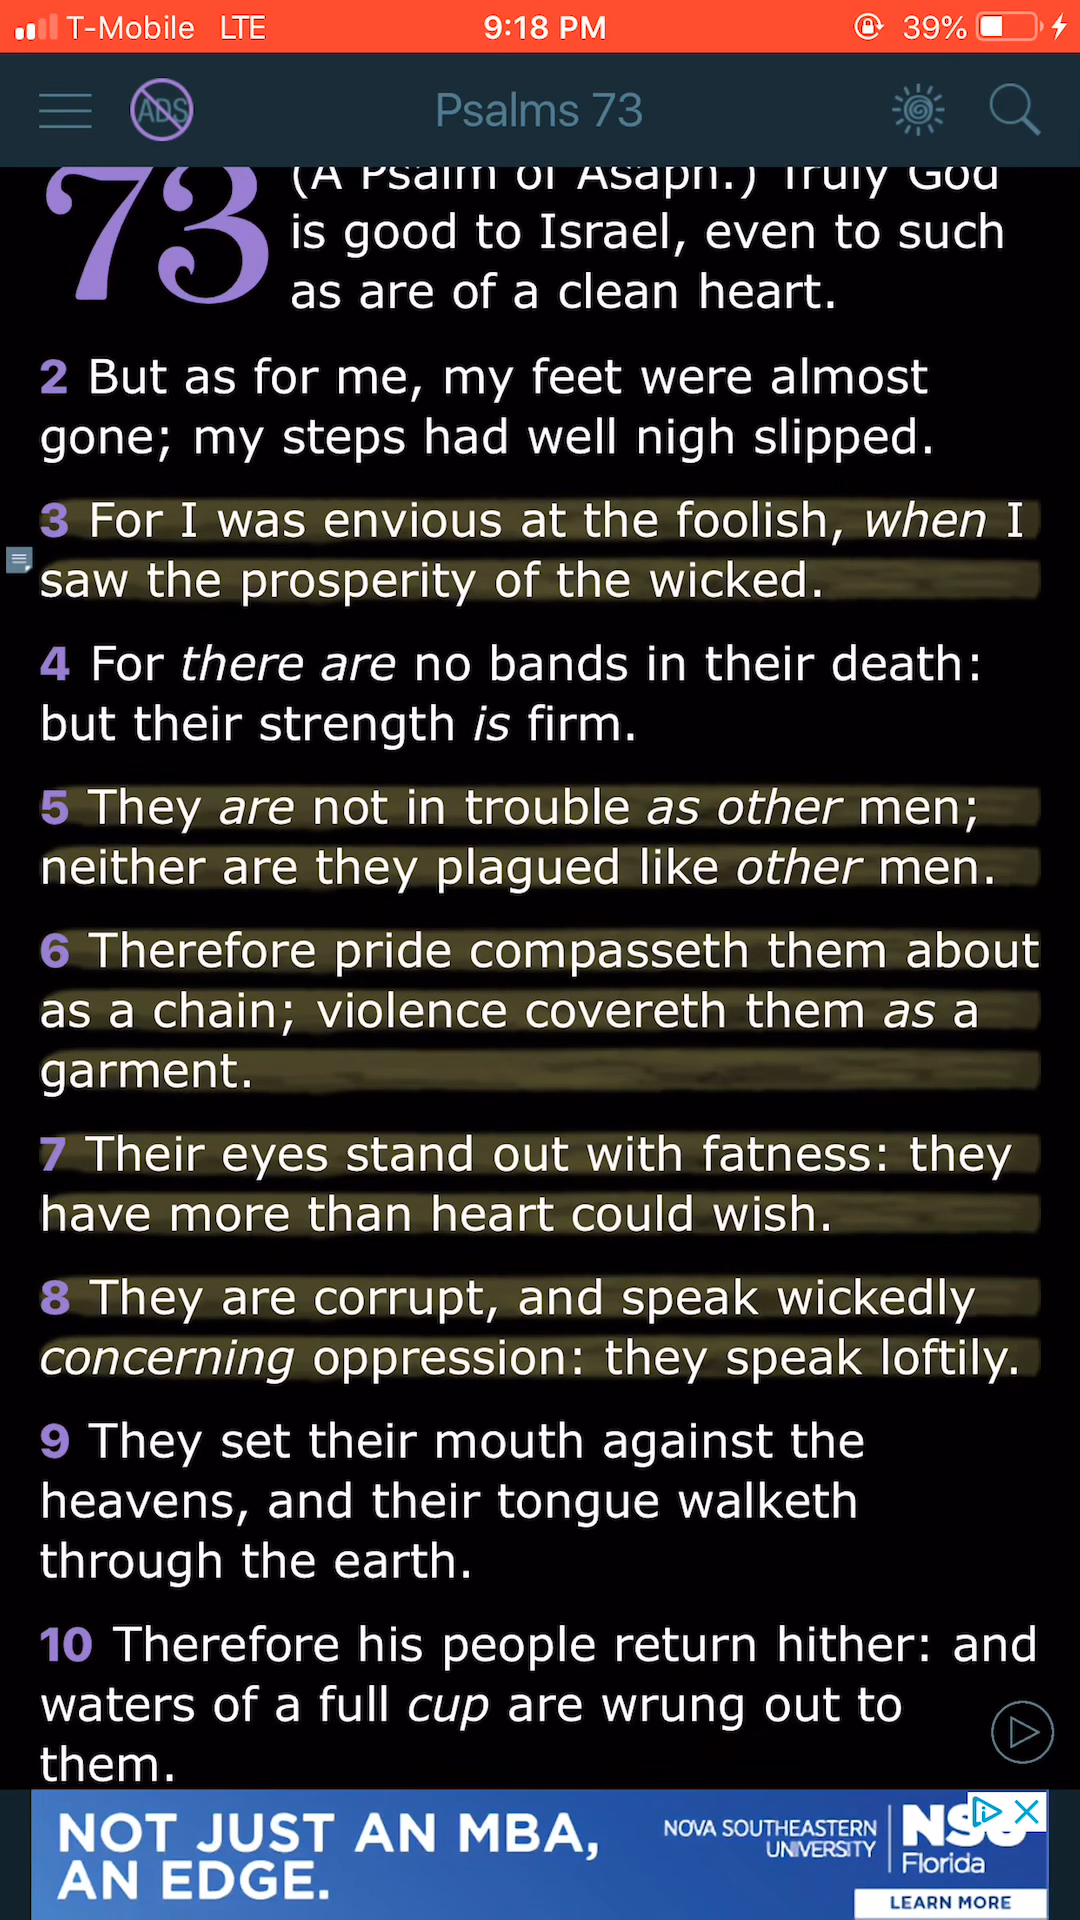 T-Mobile LTE 9:18 PM 39%
ADS Psalms 73
73 (A Psalm of Asaph.) Truly God
is good to Israel, even to such
as are of a clean heart.
2 But as for me, my feet were almost
gone; my steps had well nigh slipped.
3 For I was envious at the foolish, when I
saw the prosperity of the wicked.
4 For there are no bands in their death:
but their strength is firm.
5 They are not in trouble as other men;
neither are they plagued like other men.
6 Therefore pride compasseth them about
as a chain; violence covereth them as a
garment.
7 Their eyes stand out with fatness: they
have more than heart could wish.
8 They are corrupt, and speak wickedly
concerning oppression: they speak loftily.
9 They set their mouth against the
heavens, and their tongue walketh
through the earth.
10 Therefore his people return hither: and
waters of a full cup are wrung out to
them.
NOT JUST AN MBA,
AN EDGE.
NOVA SOUTHEASTERN
UNIVERSITY
NSU
Florida
LEARN MORE